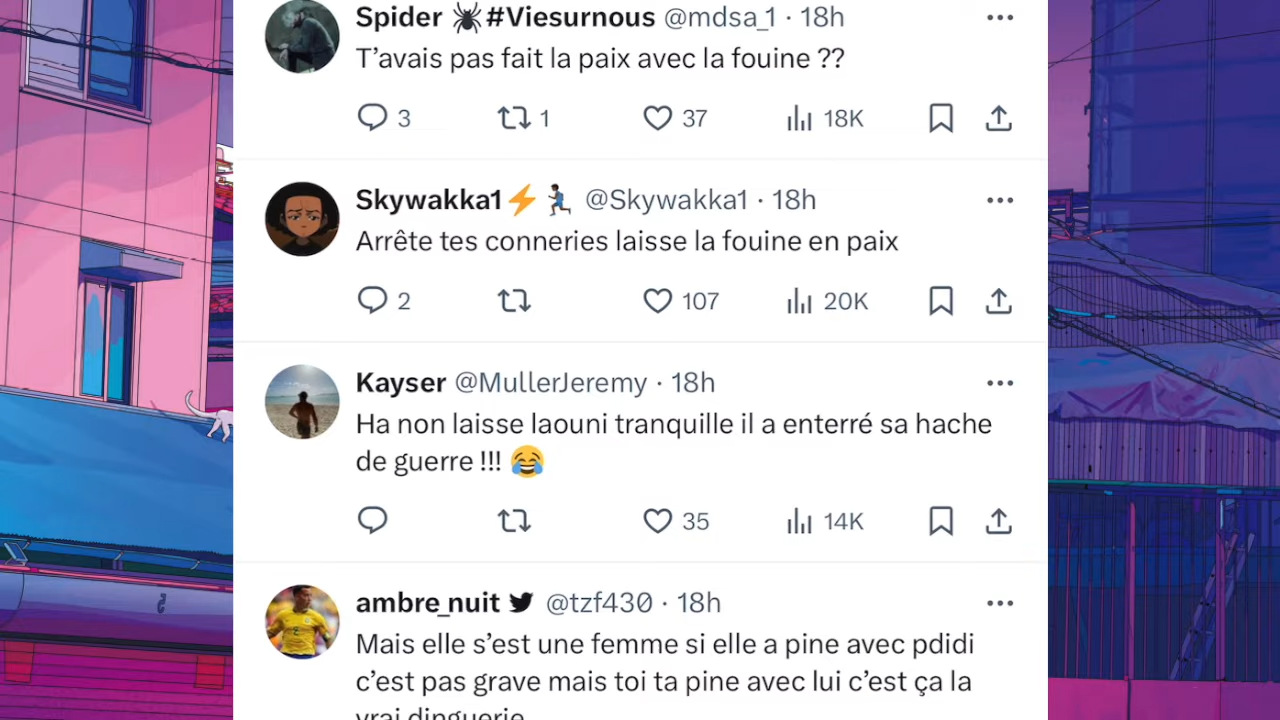 Spider 🕷#Viesurnous @mdsa_1 · 18h
T’avais pas fait la paix avec la fouine ??
3 1 37 18K
Skywakka1⚡🏃🏿 @Skywakka1 · 18h
Arrête tes conneries laisse la fouine en paix
2 107 20K
Kayser @MullerJeremy · 18h
Ha non laisse laouni tranquille il a enterré sa hache
de guerre !!! 😂
35 14K
ambre_nuit @tzf430 · 18h
Mais elle s’est une femme si elle a pine avec pdidi
c’est pas grave mais toi ta pine avec lui c’est ça la
vrai dinguerie